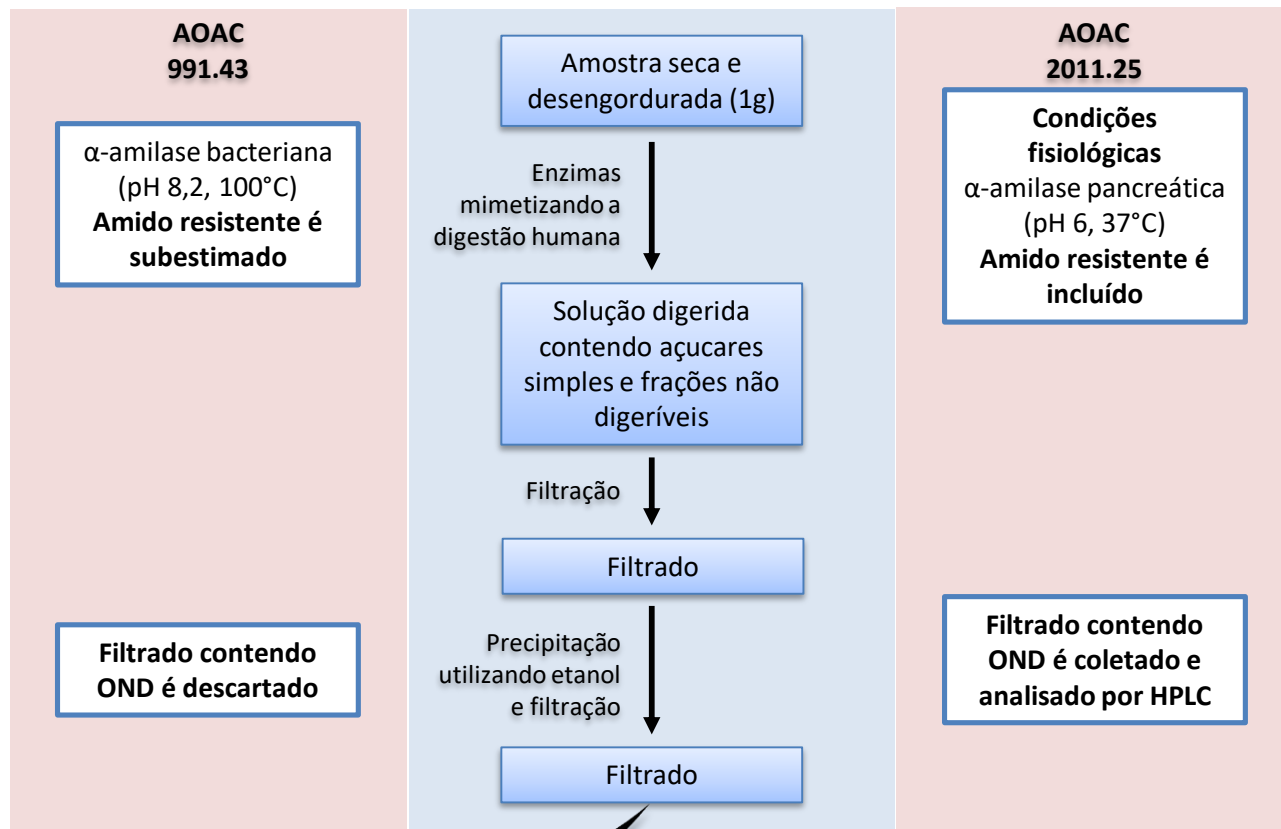 AOAC
991.43
α-amilase bacteriana
(pH 8,2, 100°C)
Amido resistente é
subestimado
Filtrado contendo
OND é descartado
Amostra seca e
desengordurada (1g)
Enzimas
mimetizando a
digestão humana
Solução digerida
contendo açucares
simples e frações não
digeríveis
Filtração
Filtrado
Precipitação
utilizando etanol
e filtração
Filtrado
AOAC
2011.25
Condições
fisiológicas
α-amilase pancreática
(pH 6, 37°C)
Amido resistente é
incluído
Filtrado contendo
OND é coletado e
analisado por HPLC